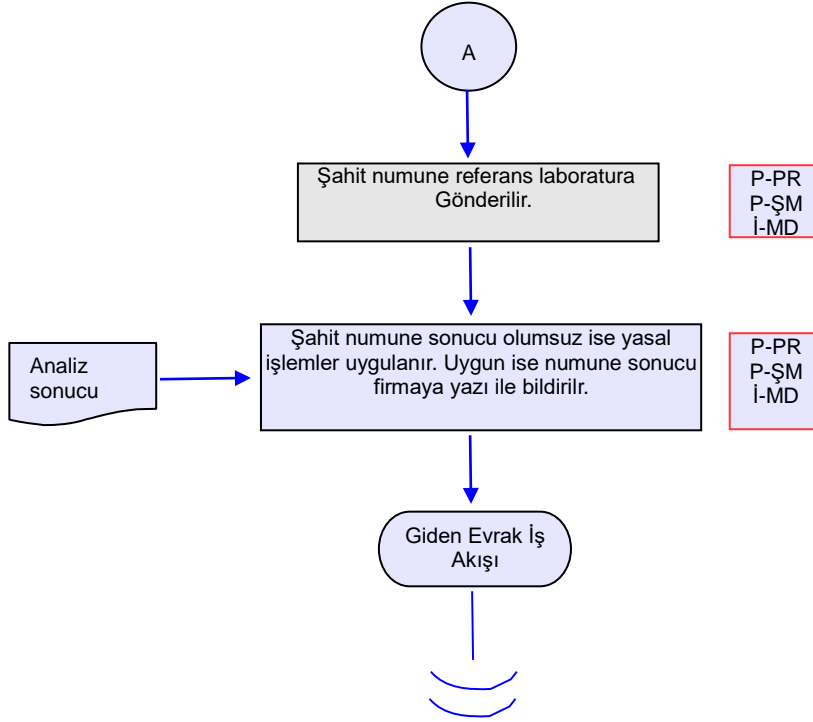 A
Şahit numune referans laboratura
Gönderilir.
P-PR
P-ŞM
İ-MD
Şahit numune sonucu olumsuz ise yasal
işlemler uygulanır. Uygun ise numune sonucu
firmaya yazı ile bildirilr.
P-PR
P-ŞM
İ-MD
Analiz
sonucu
Giden Evrak İş
Akışı